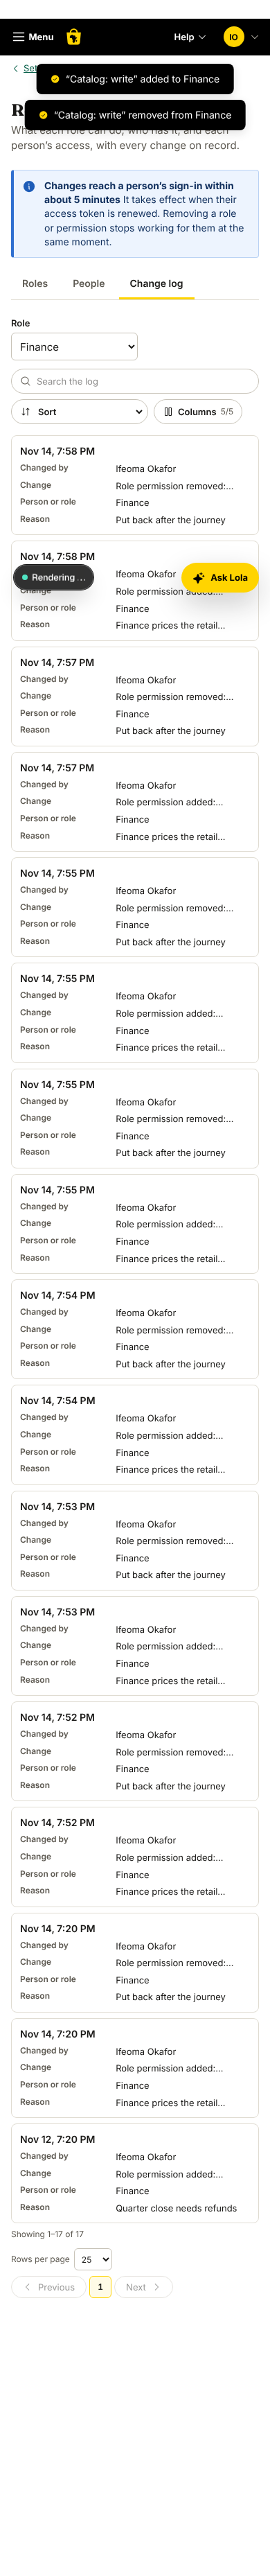 Menu
Help
IO
Set
"Catalog: write" added to Finance
R
"Catalog: write" removed from Finance
What each role can do, who has it, and each
person's access, with every change on record.
Changes reach a person's sign-in within
about 5 minutes It takes effect when their
access token is renewed. Removing a role
or permission stops working for them at the
same moment.
Roles People Change log
Role
Finance
Search the log
Sort
Columns 5/5
Nov 14, 7:58 PM
Changed by Ifeoma Okafor
Change Role permission removed:...
Person or role Finance
Reason Put back after the journey
Nov 14, 7:58 PM
Ifeoma Okafor
Rendering ...
Ask Lola
Change Role permission added:...
Person or role Finance
Reason Finance prices the retail...
Nov 14, 7:57 PM
Changed by Ifeoma Okafor
Change Role permission removed:...
Person or role Finance
Reason Put back after the journey
Nov 14, 7:57 PM
Changed by Ifeoma Okafor
Change Role permission added:...
Person or role Finance
Reason Finance prices the retail...
Nov 14, 7:55 PM
Changed by Ifeoma Okafor
Change Role permission removed:...
Person or role Finance
Reason Put back after the journey
Nov 14, 7:55 PM
Changed by Ifeoma Okafor
Change Role permission added:...
Person or role Finance
Reason Finance prices the retail...
Nov 14, 7:55 PM
Changed by Ifeoma Okafor
Change Role permission removed:...
Person or role Finance
Reason Put back after the journey
Nov 14, 7:55 PM
Changed by Ifeoma Okafor
Change Role permission added:...
Person or role Finance
Reason Finance prices the retail...
Nov 14, 7:54 PM
Changed by Ifeoma Okafor
Change Role permission removed:...
Person or role Finance
Reason Put back after the journey
Nov 14, 7:54 PM
Changed by Ifeoma Okafor
Change Role permission added:...
Person or role Finance
Reason Finance prices the retail...
Nov 14, 7:53 PM
Changed by Ifeoma Okafor
Change Role permission removed:...
Person or role Finance
Reason Put back after the journey
Nov 14, 7:53 PM
Changed by Ifeoma Okafor
Change Role permission added:...
Person or role Finance
Reason Finance prices the retail...
Nov 14, 7:52 PM
Changed by Ifeoma Okafor
Change Role permission removed:...
Person or role Finance
Reason Put back after the journey
Nov 14, 7:52 PM
Changed by Ifeoma Okafor
Change Role permission added:...
Person or role Finance
Reason Finance prices the retail...
Nov 14, 7:20 PM
Changed by Ifeoma Okafor
Change Role permission removed:...
Person or role Finance
Reason Put back after the journey
Nov 14, 7:20 PM
Changed by Ifeoma Okafor
Change Role permission added:...
Person or role Finance
Reason Finance prices the retail...
Nov 12, 7:20 PM
Changed by Ifeoma Okafor
Change Role permission added:...
Person or role Finance
Reason Quarter close needs refunds
Showing 1–17 of 17
Rows per page 25
Previous 1 Next